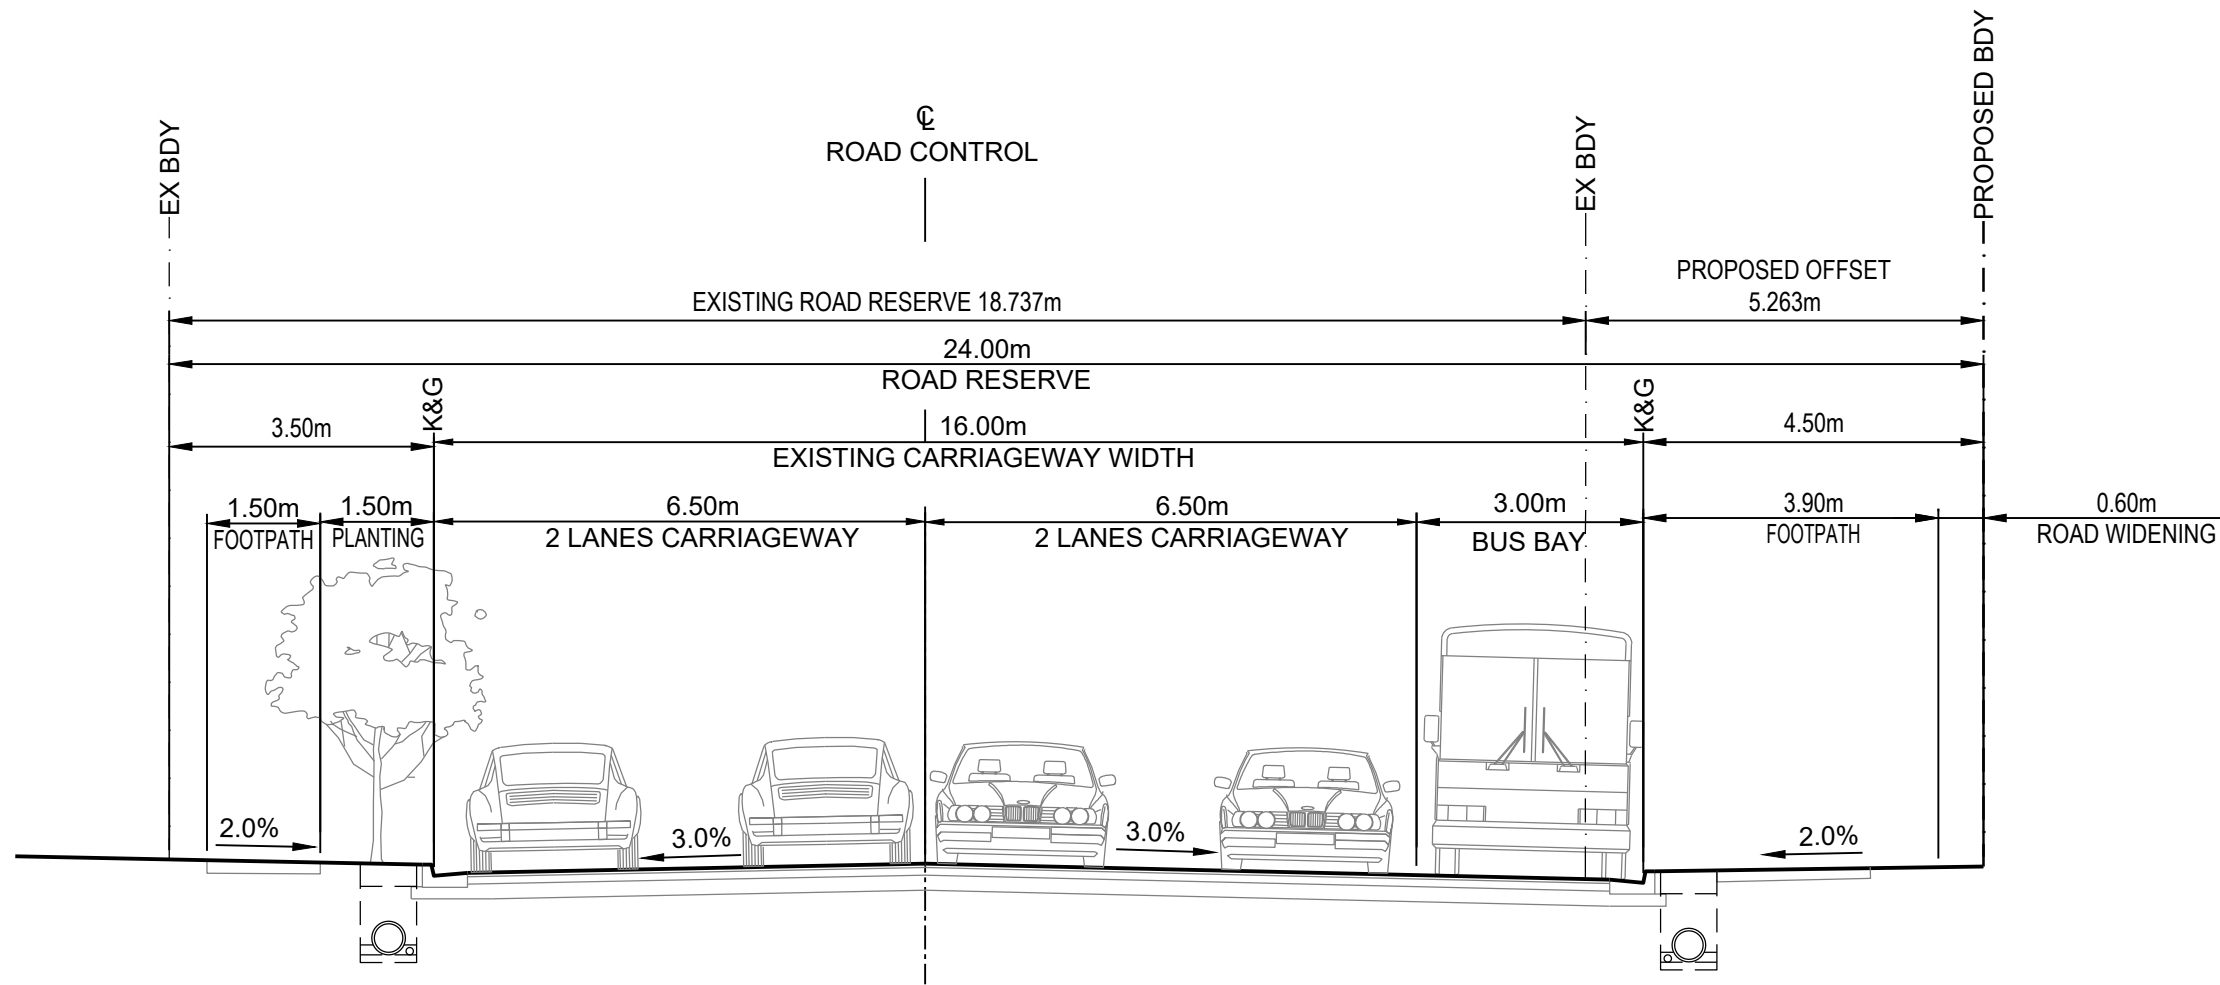 ℄
ROAD CONTROL
EX BDY
EX BDY
PROPOSED BDY
PROPOSED OFFSET
5.263m
EXISTING ROAD RESERVE 18.737m
24.00m
ROAD RESERVE
K&G
K&G
3.50m
16.00m
4.50m
EXISTING CARRIAGEWAY WIDTH
1.50m
FOOTPATH
1.50m
PLANTING
6.50m
2 LANES CARRIAGEWAY
6.50m
2 LANES CARRIAGEWAY
3.00m
BUS BAY
3.90m
FOOTPATH
0.60m
ROAD WIDENING
2.0%
3.0%
3.0%
2.0%